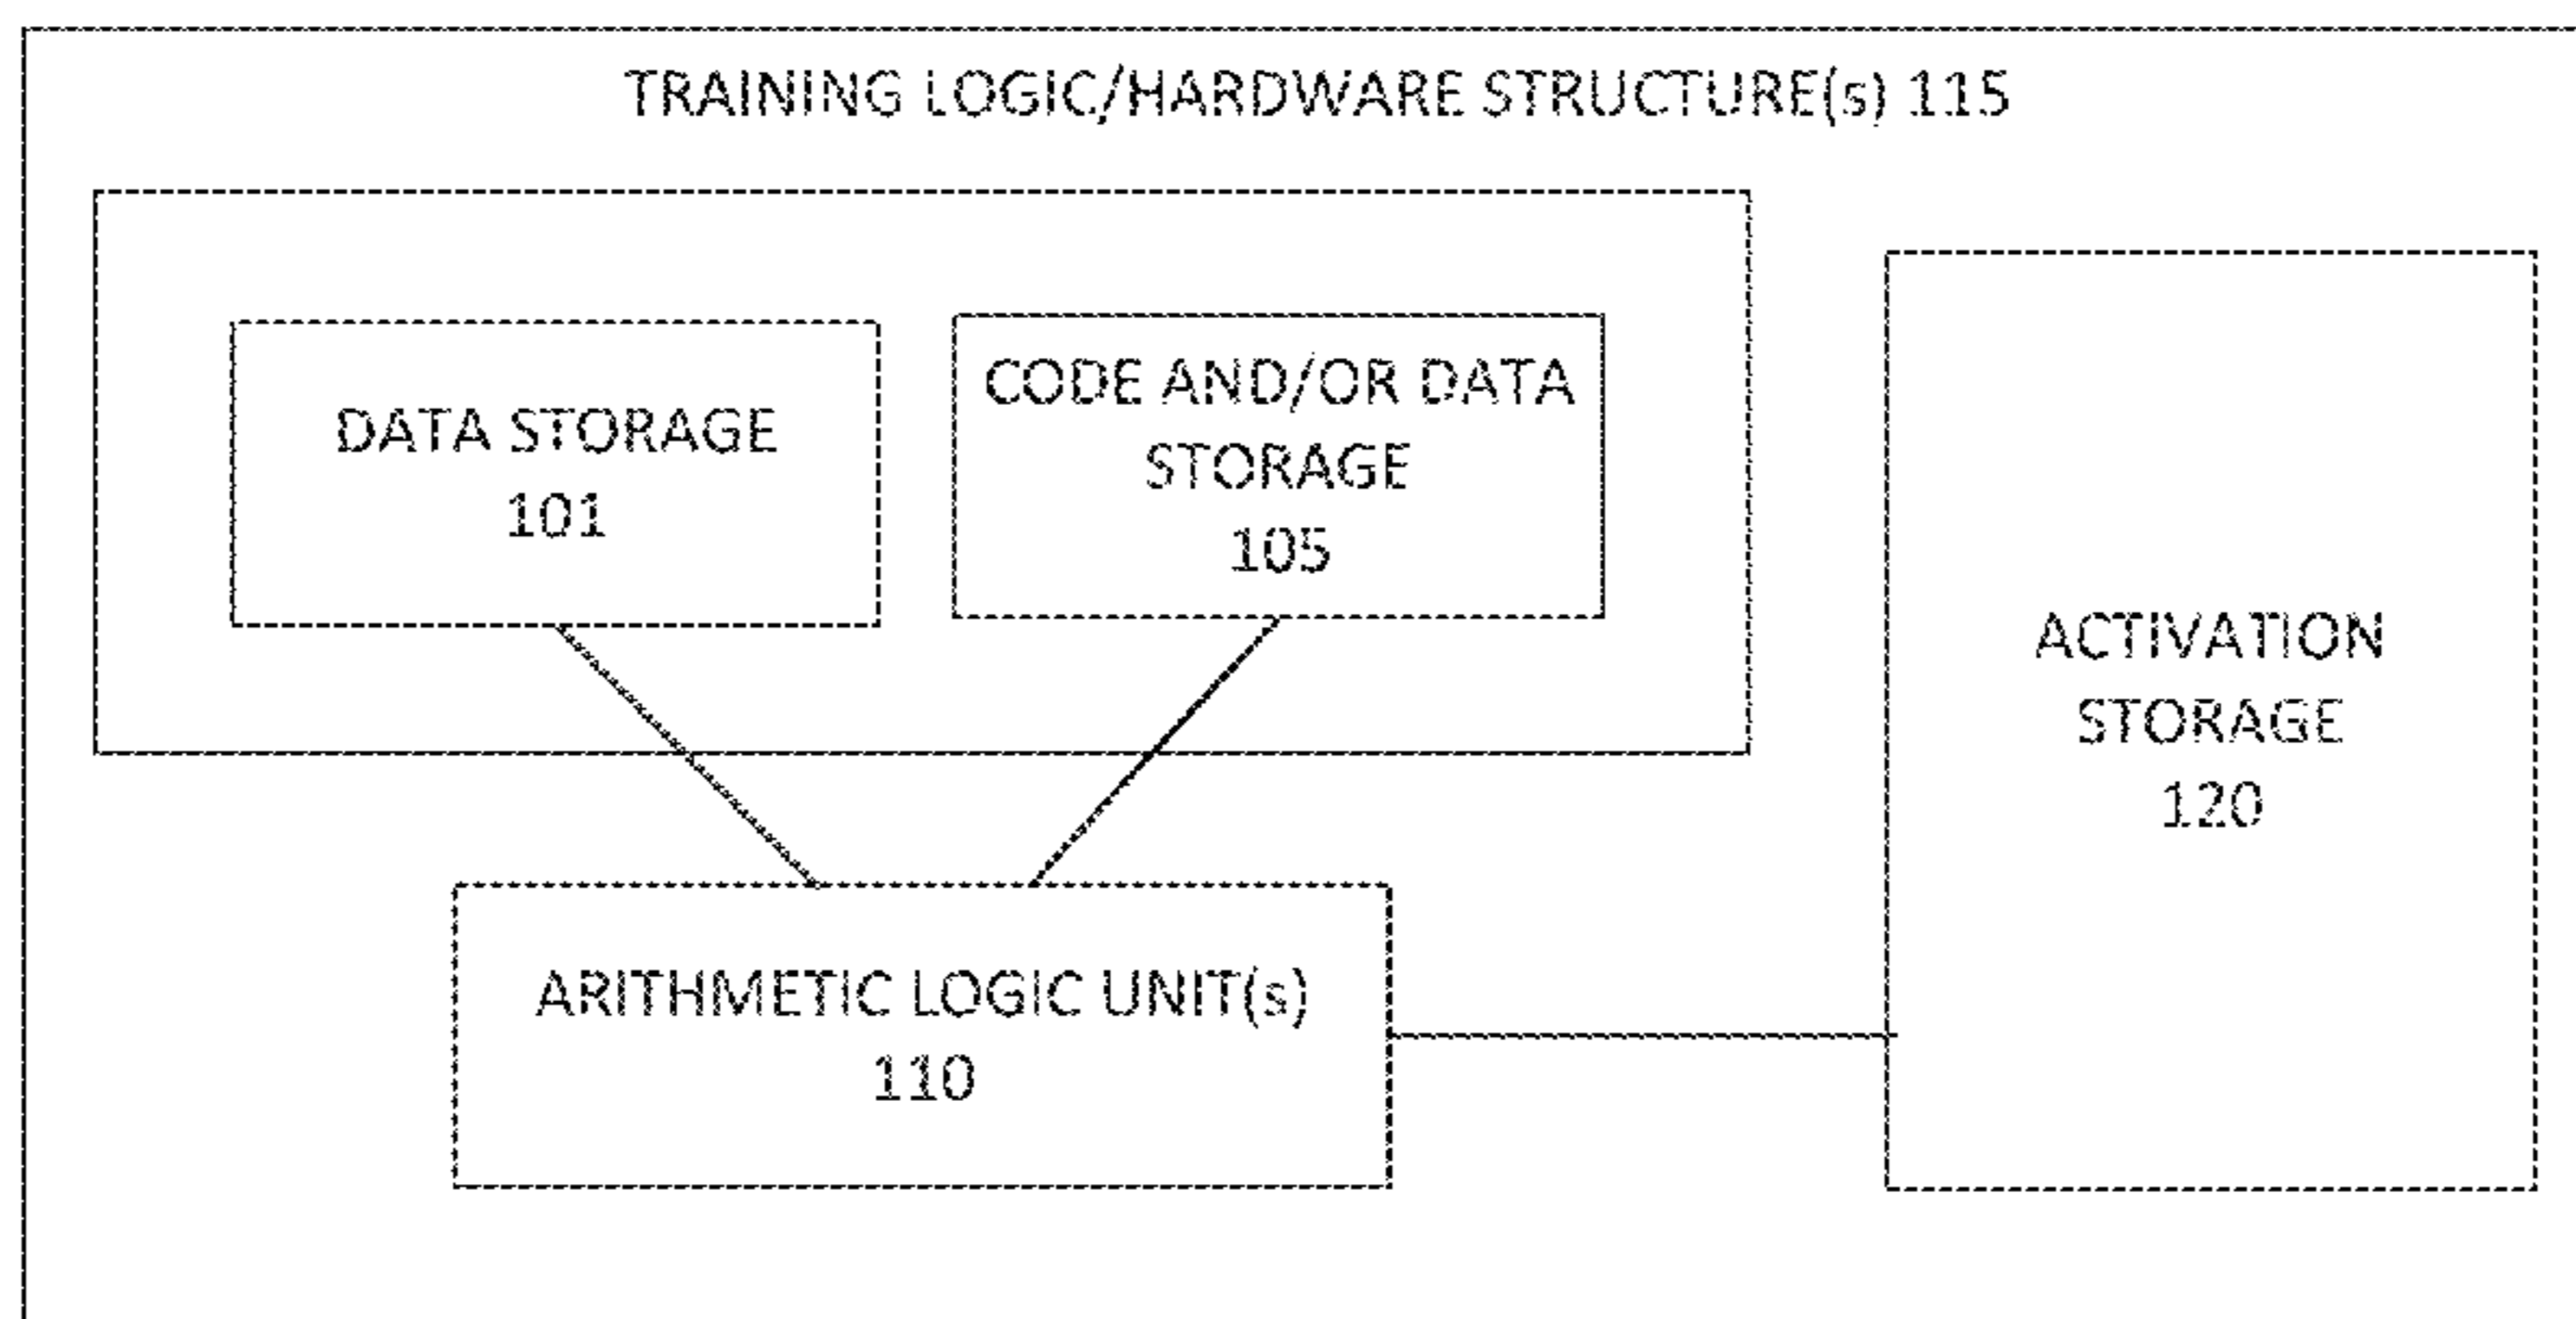 TRAINING LOGIC/HARDWARE STRUCTURE(s) 115
DATA STORAGE
101
CODE AND/OR DATA
STORAGE
105
ACTIVATION
STORAGE
120
ARITHMETIC LOGIC UNIT(s)
110